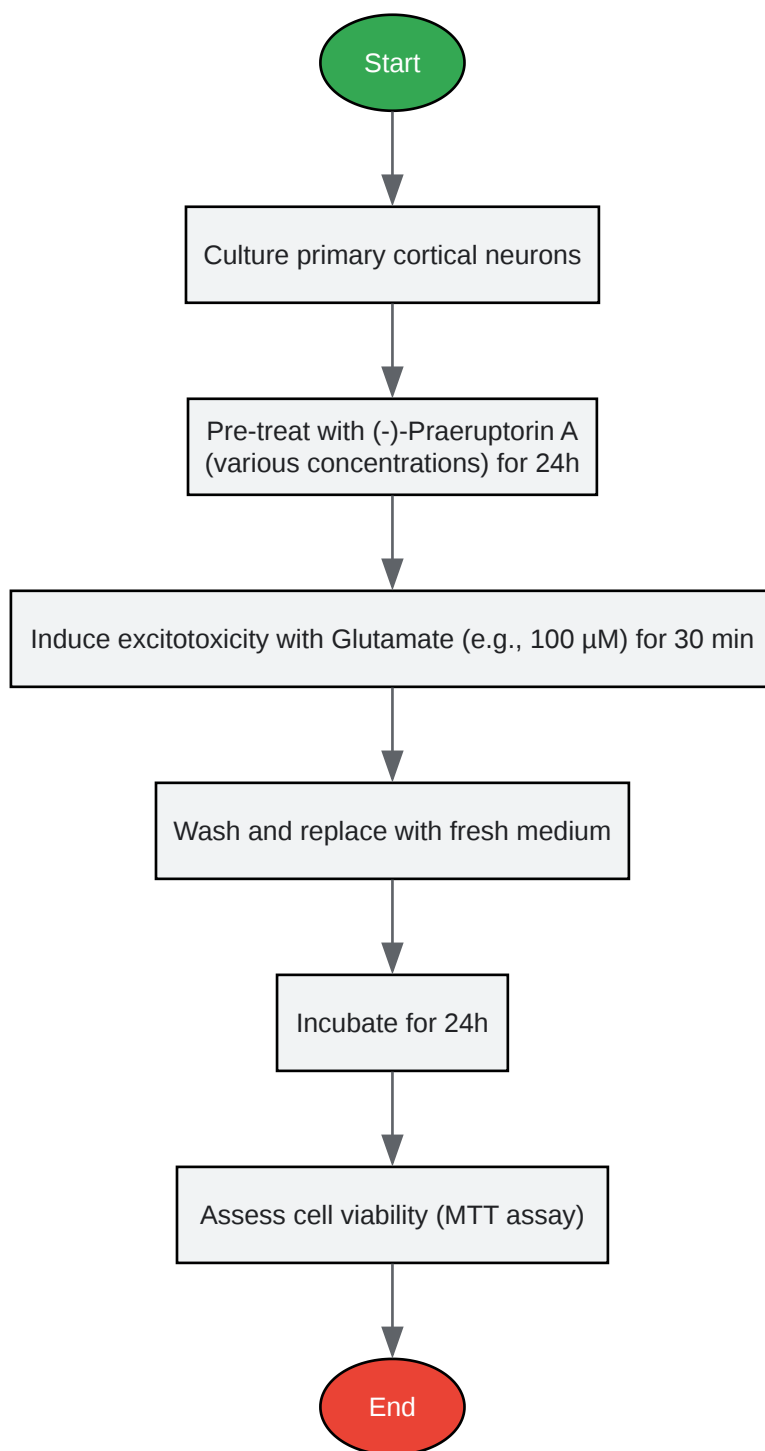 Start
Culture primary cortical neurons
Pre-treat with (-)-Praeruptorin A
(various concentrations) for 24h
Induce excitotoxicity with Glutamate (e.g., 100 µM) for 30 min
Wash and replace with fresh medium
Incubate for 24h
Assess cell viability (MTT assay)
End